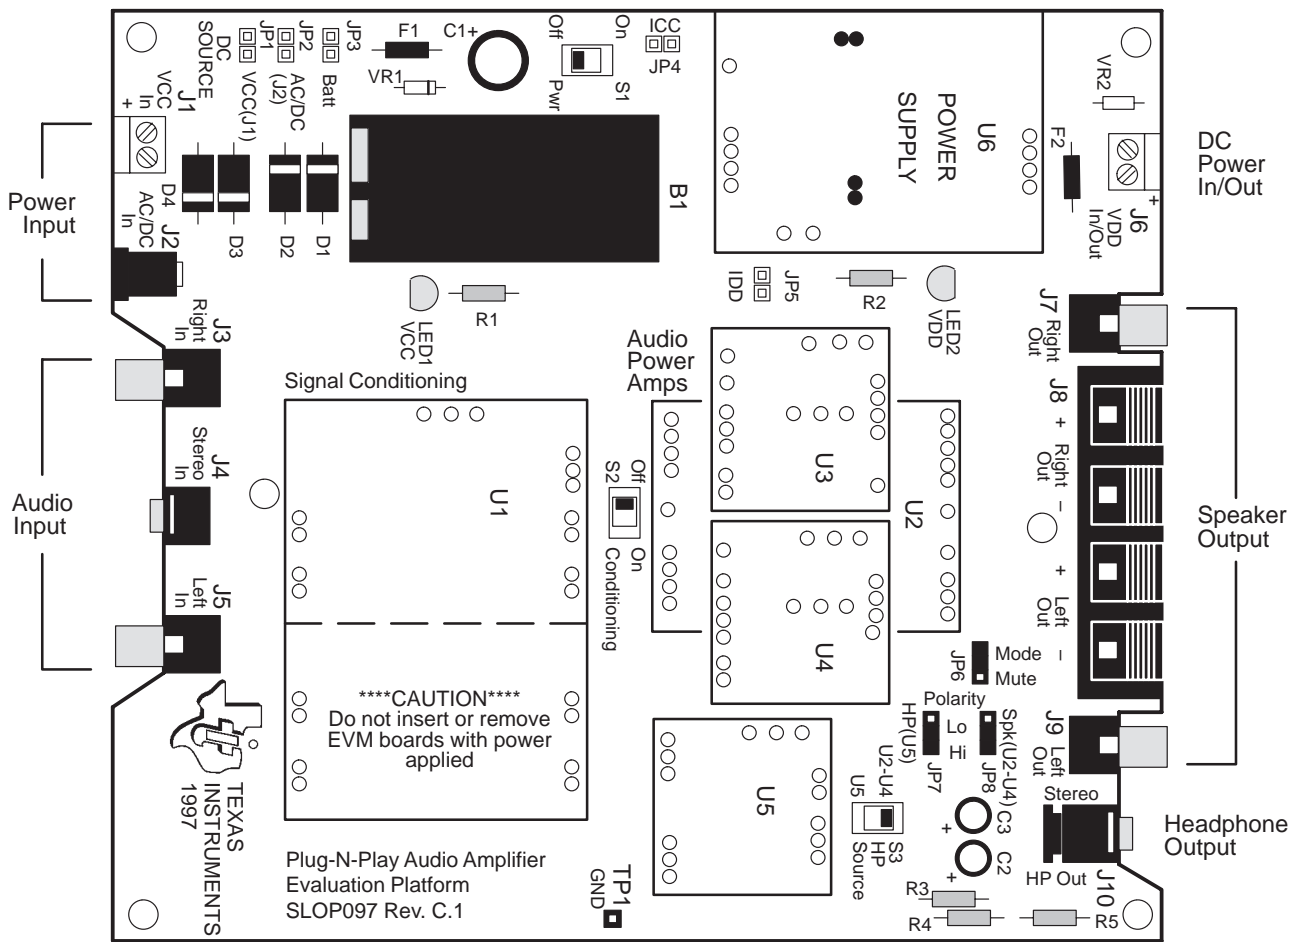 DC
SOURCE
JP1
VCC(J1)
JP2
AC/DC
(J2)
JP3
Batt
F1
VR1
C1+
Off
On
Pwr
S1
ICC
JP4
U6
POWER
SUPPLY
VR2
F2
J6
VDD
In/Out
+
DC
Power
In/Out
J1
VCC
In
+
Power
Input
D4
D3
D2
D1
B1
J2
AC/DC
In
LED1
VCC
R1
IDD
JP5
R2
LED2
VDD
J3
Right
In
J7
Right
Out
Signal Conditioning
Audio
Power
Amps
U1
U3
U2
U4
S2
Off
On
Conditioning
J4
Stereo
In
Audio
Input
J5
Left
In
J8
+
Right
Out
–
+
Left
Out
–
Speaker
Output
JP6
Mode
Mute
Polarity
HP(U5)
Lo
Hi
JP7
Spk(U2-U4)
JP8
J9
Left
Out
****CAUTION****
Do not insert or remove
EVM boards with power
applied
TEXAS
INSTRUMENTS
1997
U5
U5
U2-U4
S3
HP
Source
+
C3
C2
+
Stereo
HP Out
J10
Headphone
Output
R3
R4
R5
Plug-N-Play Audio Amplifier
Evaluation Platform
SLOP097 Rev. C.1
TP1
GND